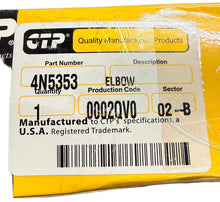 CTP
Quality Manufactured Products
Part Number Description
4N5353 ELBOW
Quantity Production Code Sector
1 00020V0 02-B
Manufactured to CTP's specifications, a
U.S.A. Registered Trademark.
P
oducts